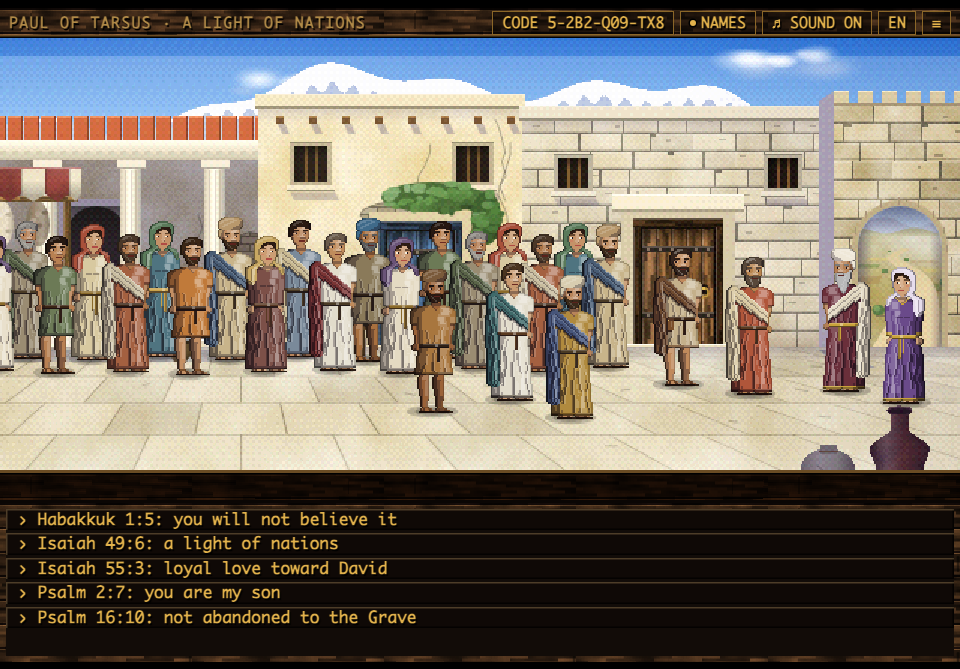 PAUL OF TARSUS · A LIGHT OF NATIONS
CODE 5-2B2-Q09-TX8
• NAMES
♬ SOUND ON
EN
≡
› Habakkuk 1:5: you will not believe it
› Isaiah 49:6: a light of nations
› Isaiah 55:3: loyal love toward David
› Psalm 2:7: you are my son
› Psalm 16:10: not abandoned to the Grave